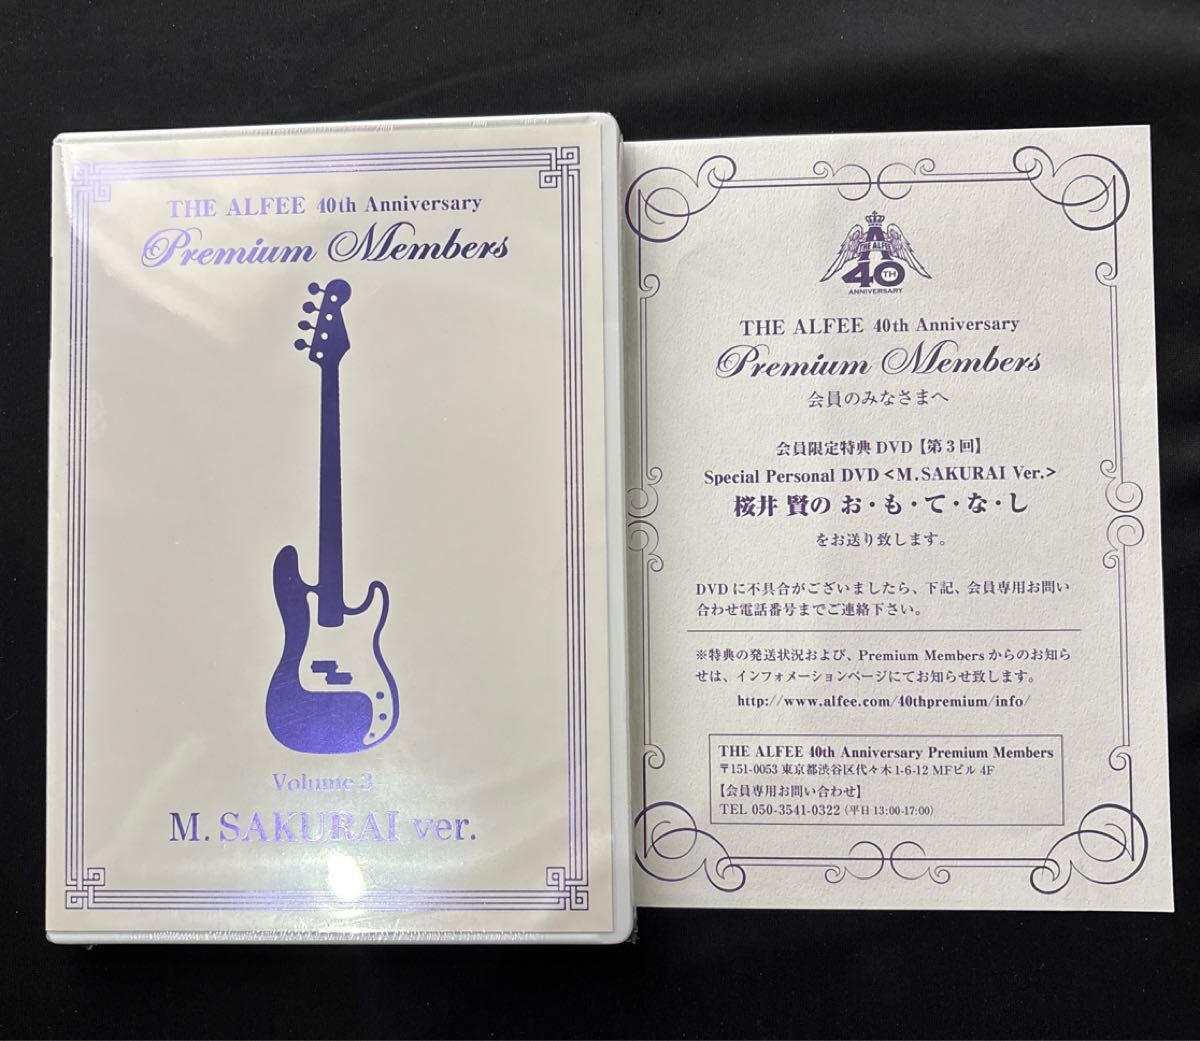 THE ALFEE 40th Anniversary
Premium Members
Volume 3
M. SAKURAI ver.
THE ALFEE
40TH
ANNIVERSARY
THE ALFEE 40th Anniversary
Premium Members
会員のみなさまへ
会員限定特典 DVD【第3回】
Special Personal DVD<M.SAKURAI Ver.>
桜井 賢の お・も・て・な・し
をお送り致します。
DVDに不具合がございましたら、下記、会員専用お問い
合わせ電話番号までご連絡下さい。
※特典の発送状況および、Premium Membersからのお知ら
せは、インフォメーションページにてお知らせ致します。
http://www.alfee.com/40thpremium/info/
THE ALFEE 40th Anniversary Premium Members
〒151-0053 東京都渋谷区代々木1-6-12 MFビル 4F
【会員専用お問い合わせ】
TEL 050-3541-0322（平日 13:00-17:00）